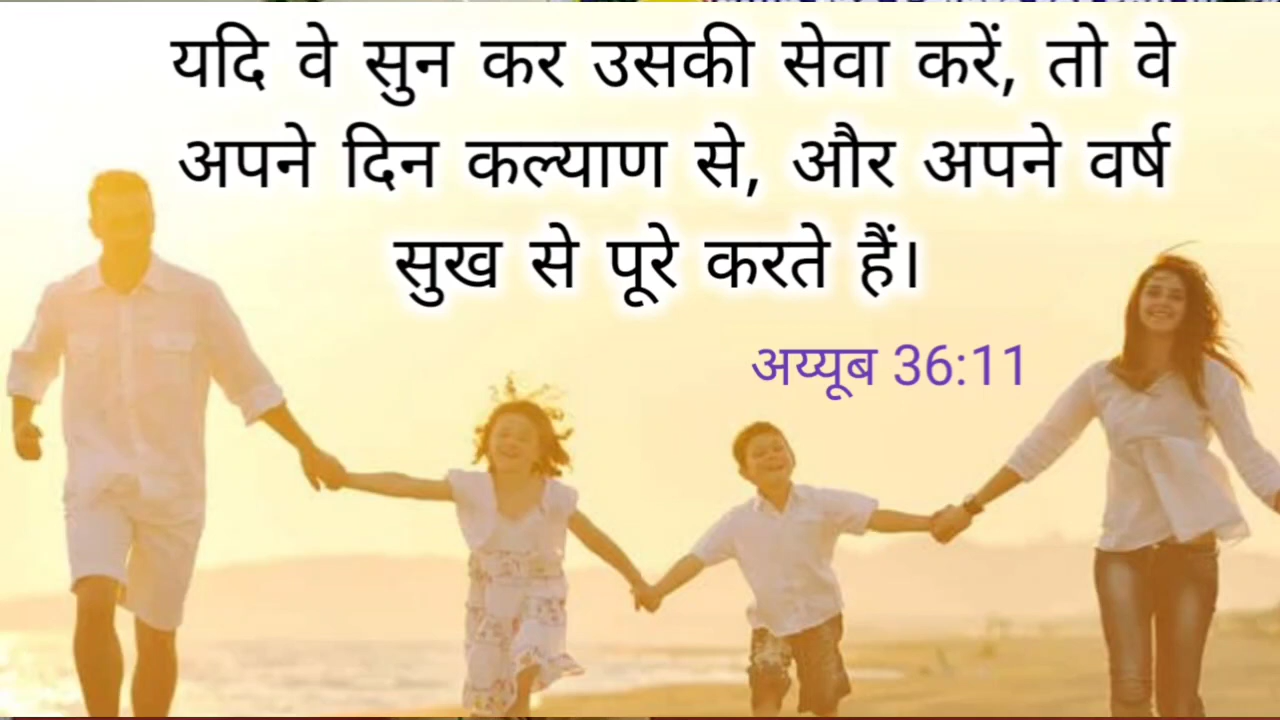 यदि वे सुन कर उसकी सेवा करें, तो वे
अपने दिन कल्याण से, और अपने वर्ष
सुख से पूरे करते हैं।
अय्यूब 36:11